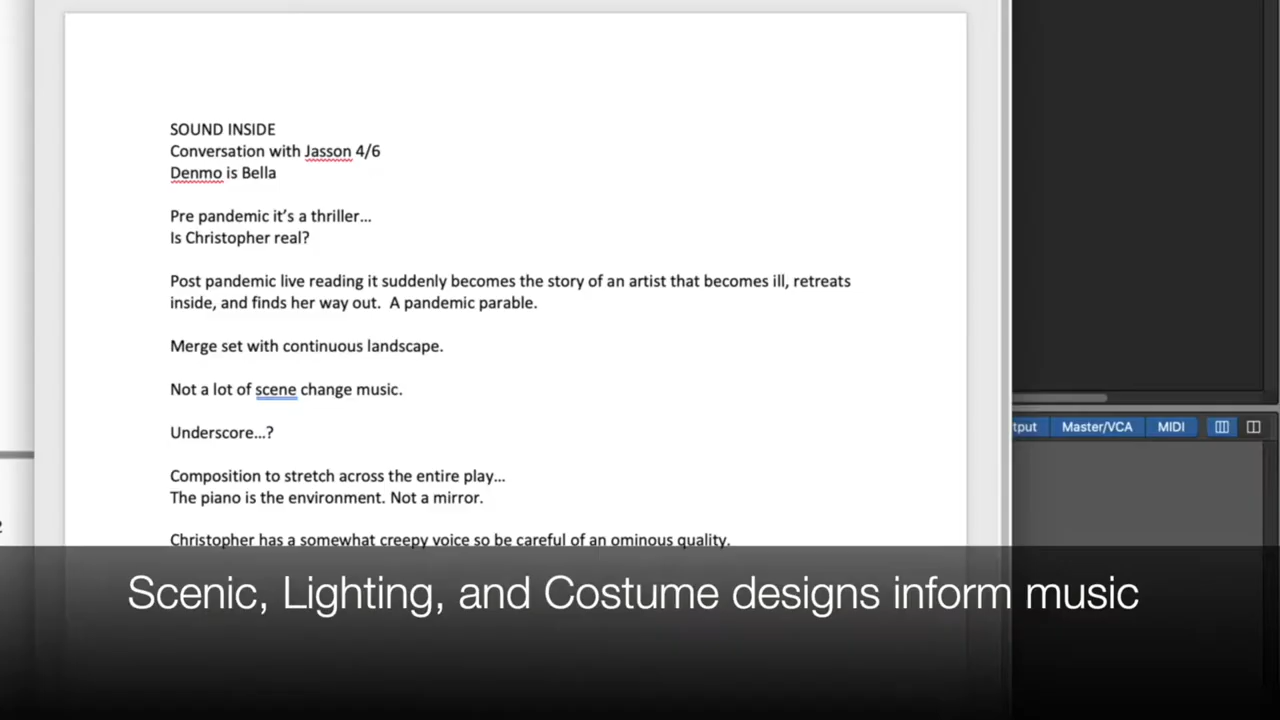 SOUND INSIDE
Conversation with Jasson 4/6
Denmo is Bella
Pre pandemic it's a thriller…
Is Christopher real?
Post pandemic live reading it suddenly becomes the story of an artist that becomes ill, retreats
inside, and finds her way out.  A pandemic parable.
Merge set with continuous landscape.
Not a lot of scene change music.
Underscore…?
Composition to stretch across the entire play…
The piano is the environment. Not a mirror.
Christopher has a somewhat creepy voice so be careful of an ominous quality.
tput Master/VCA MIDI
2
Scenic, Lighting, and Costume designs inform music